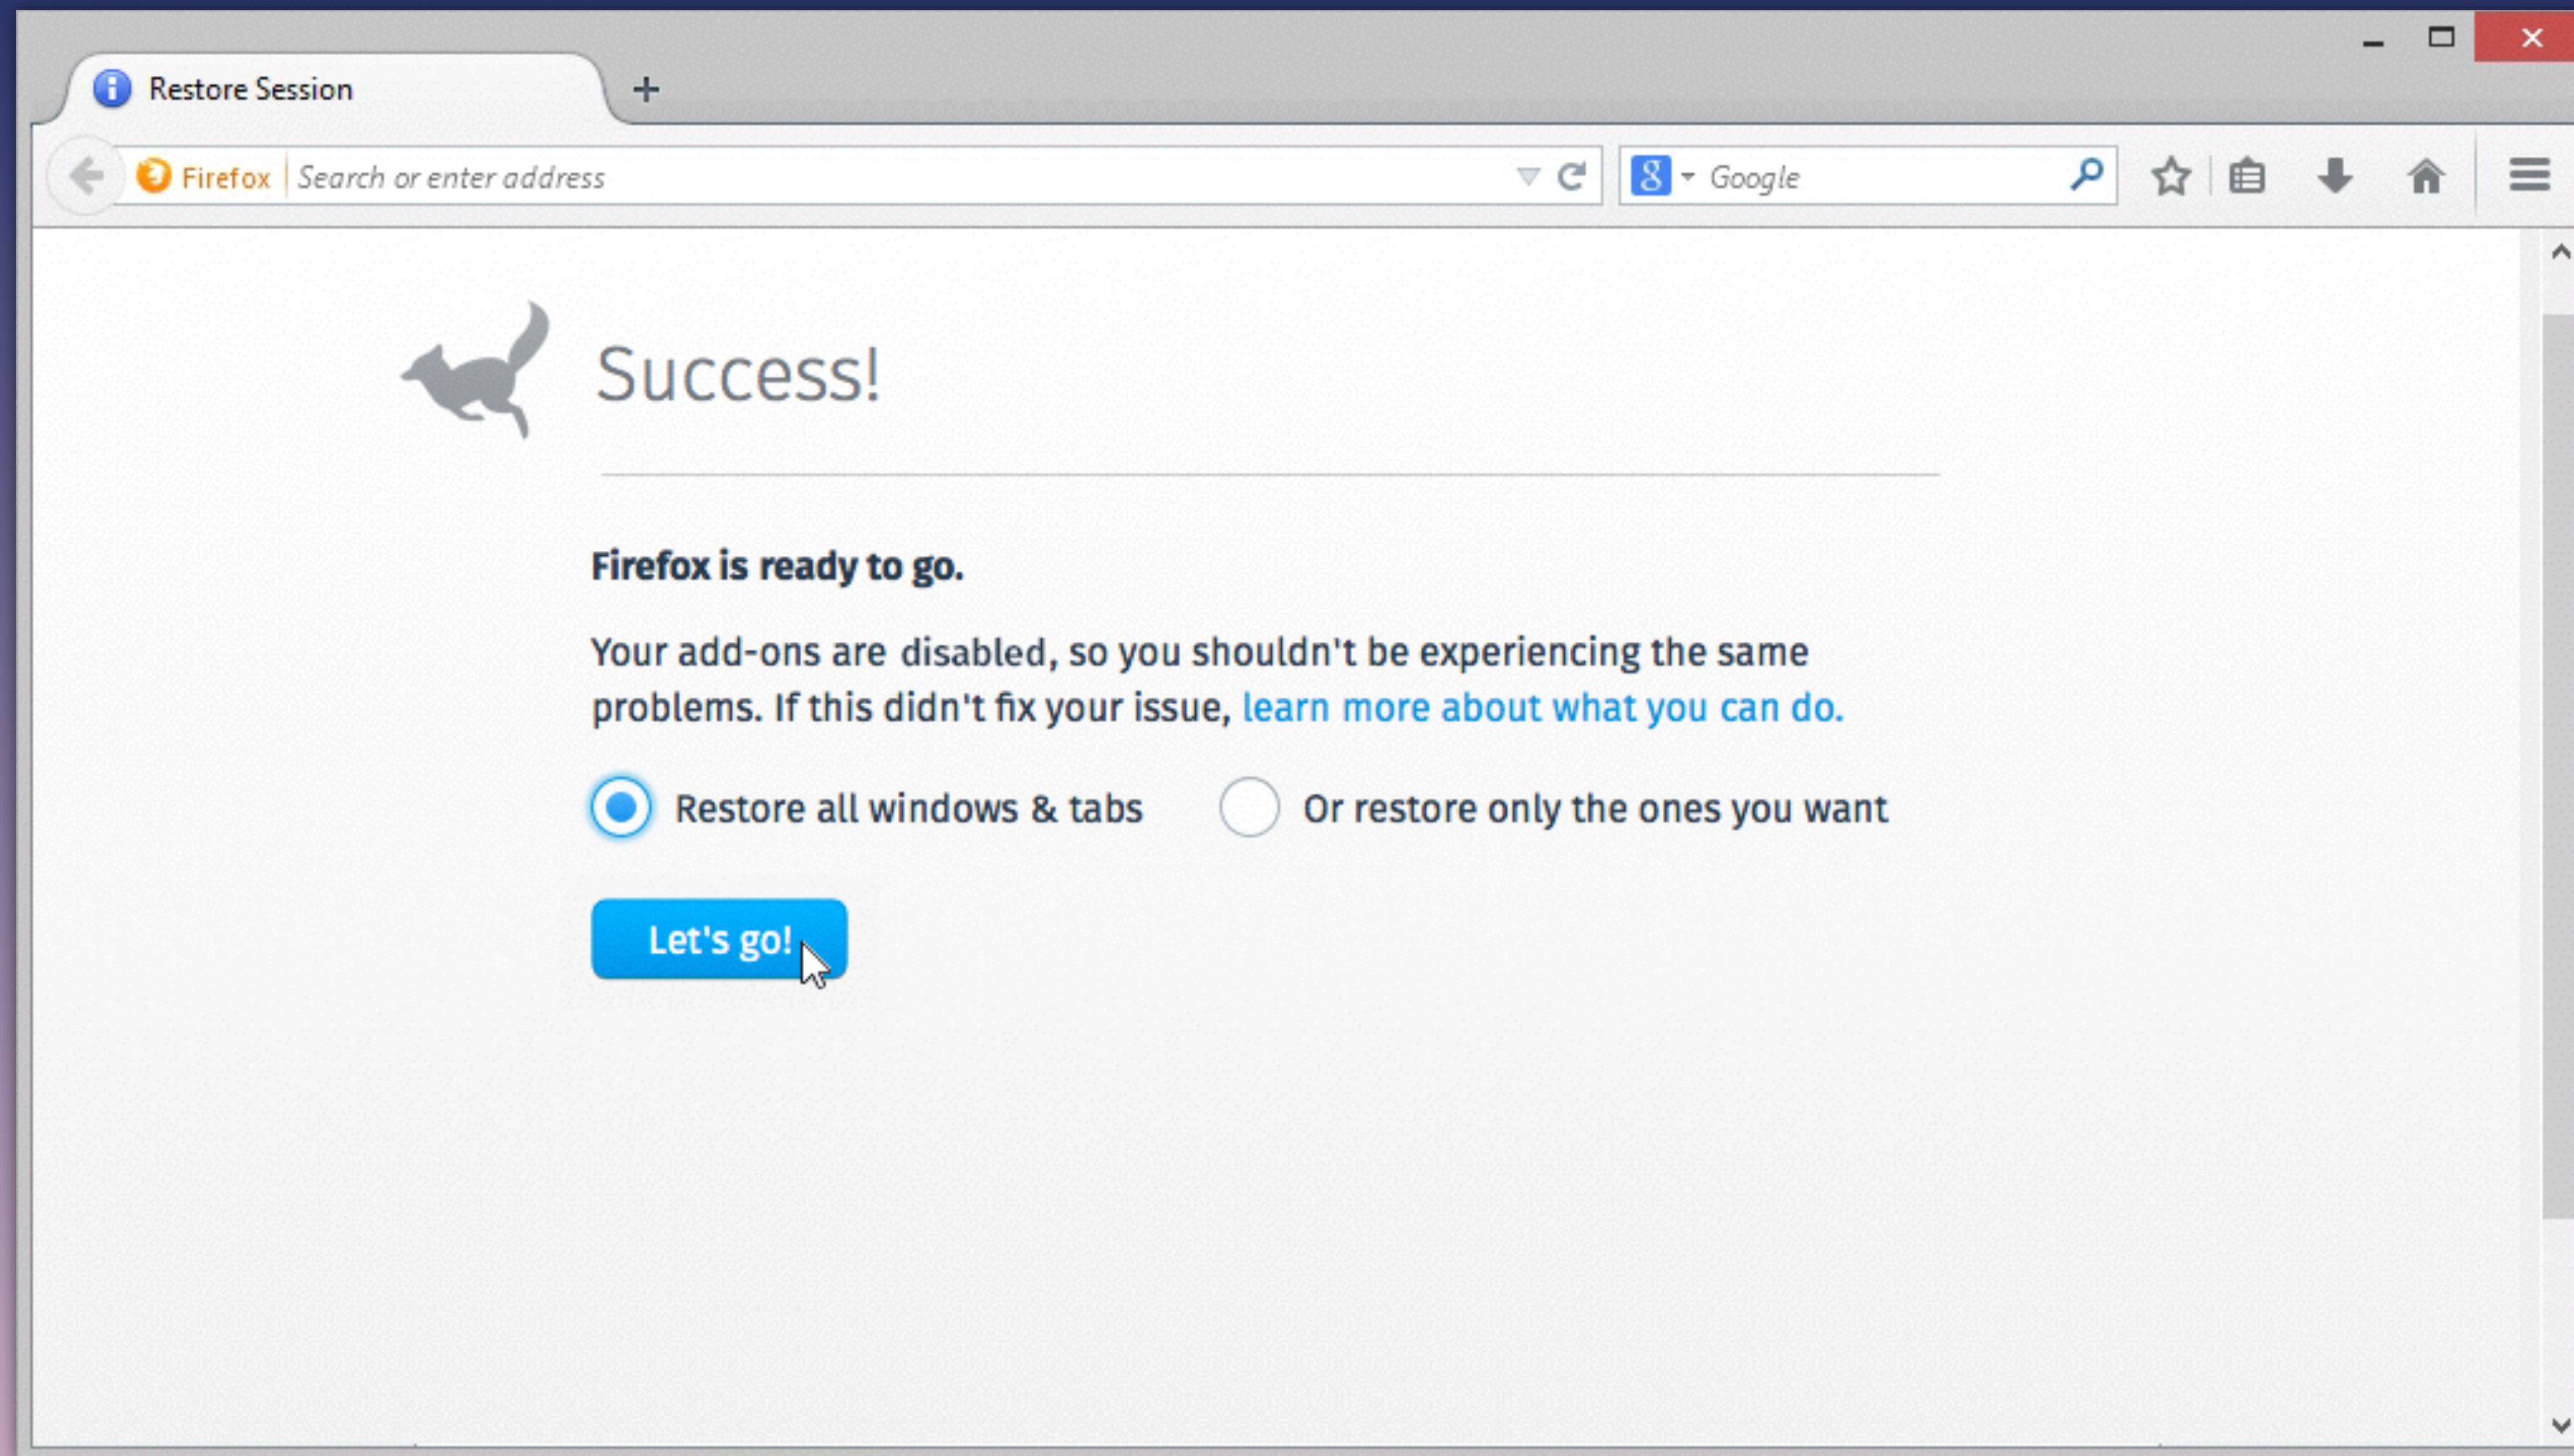 Restore Session
Firefox Search or enter address
Google
Success!
Firefox is ready to go.
Your add-ons are disabled, so you shouldn't be experiencing the same
problems. If this didn't fix your issue, learn more about what you can do.
Restore all windows & tabs
Or restore only the ones you want
Let's go!